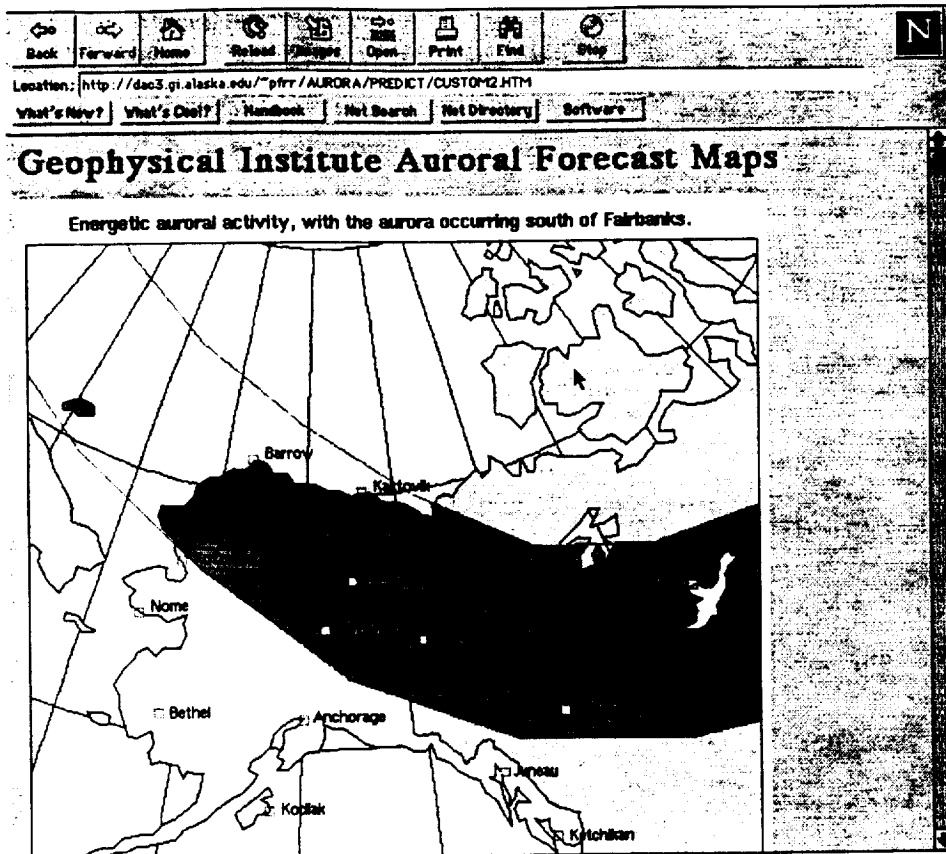 N
Back Forward Home Reload Images Open Print Find Stop
Location: http://dac3.gi.alaska.edu/~pfrr/AURORA/PREDICT/CUSTOM2.HTM
What's New? What's Cool? Handbook Net Search Net Directory Software
Geophysical Institute Auroral Forecast Maps
Energetic auroral activity, with the aurora occurring south of Fairbanks.
Barrow
Kaktovik
Nome
Bethel
Anchorage
Juneau
Kodiak
Ketchikan